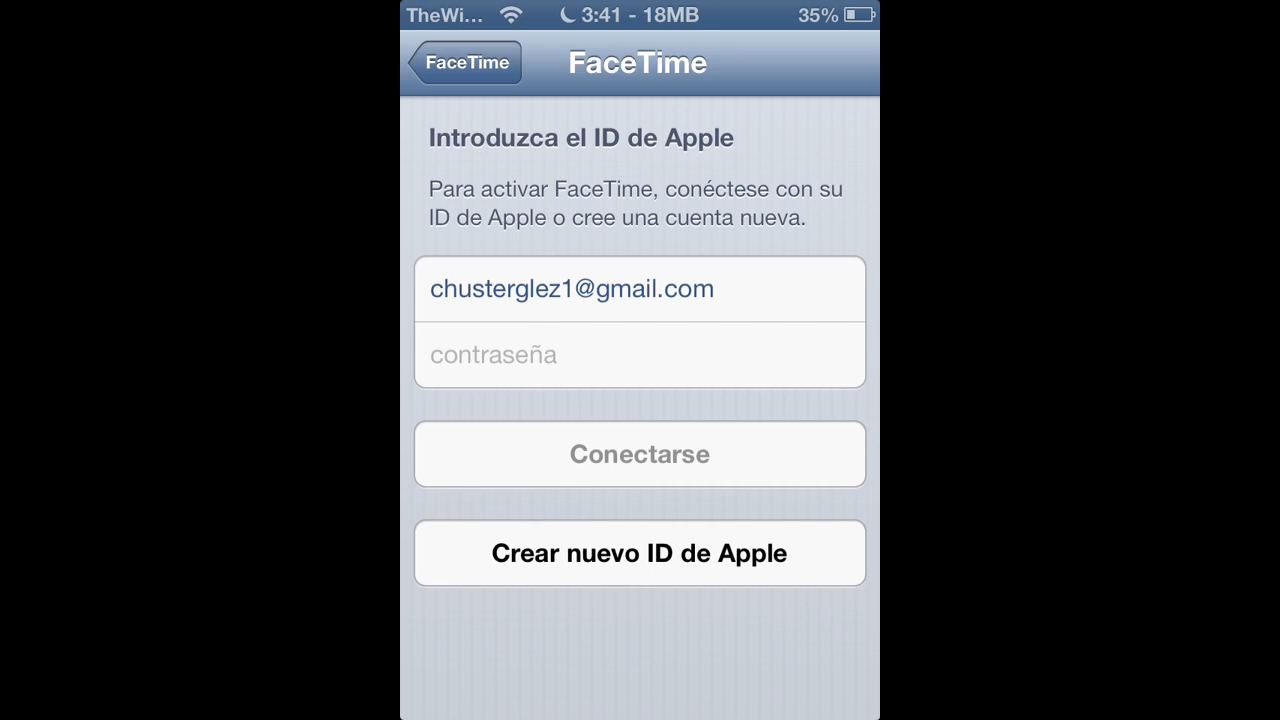 TheWi... 3:41 - 18MB 35%
FaceTime FaceTime
Introduzca el ID de Apple
Para activar FaceTime, conéctese con su
ID de Apple o cree una cuenta nueva.
chusterglez1@gmail.com
contraseña
Conectarse
Crear nuevo ID de Apple